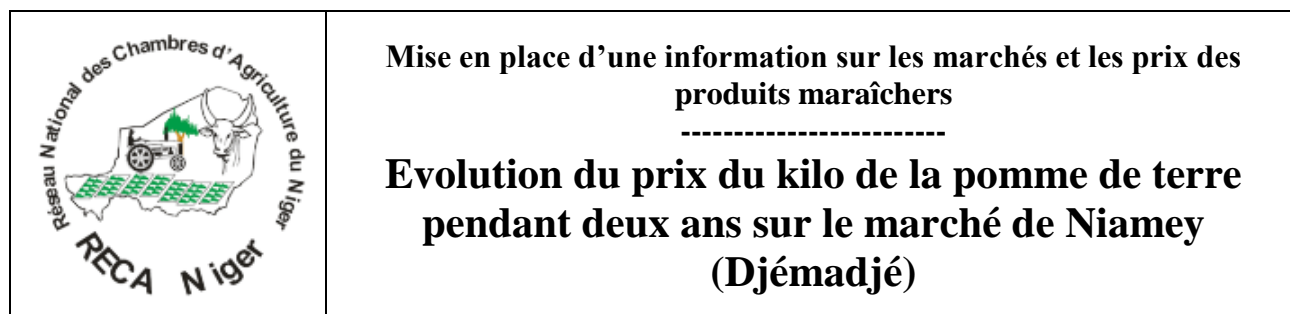 Réseau National des Chambres d'Agriculture du Niger
RECA Niger
Mise en place d'une information sur les marchés et les prix des
produits maraîchers
-------------------------
Evolution du prix du kilo de la pomme de terre
pendant deux ans sur le marché de Niamey
(Djémadjé)